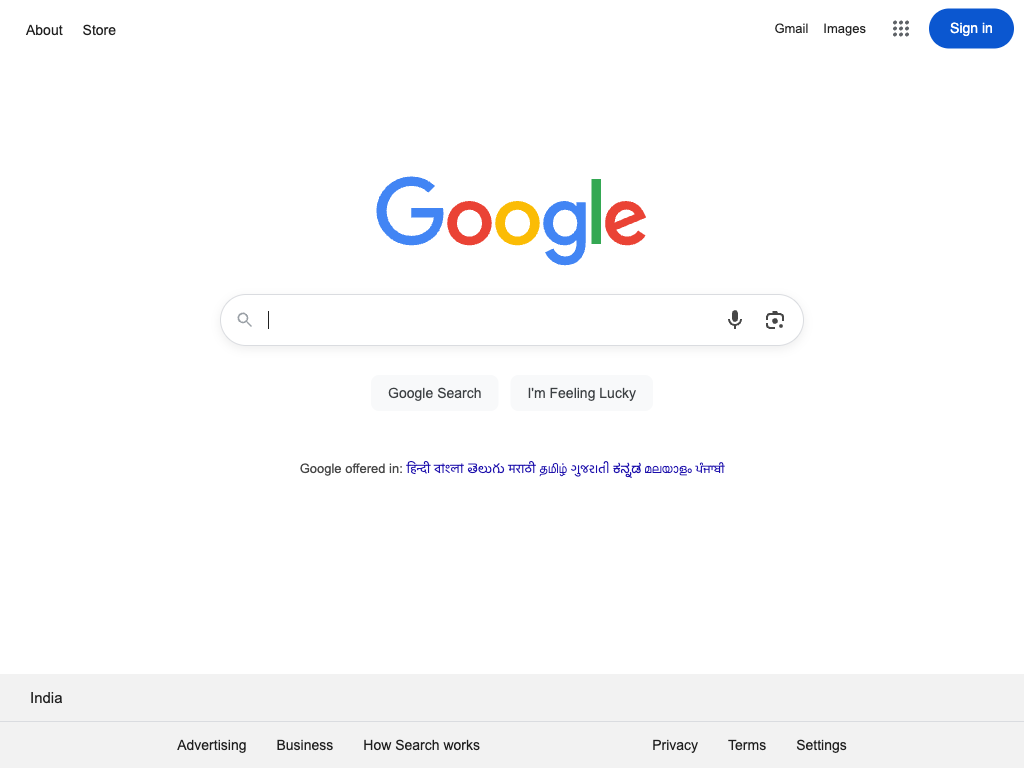 About Store Gmail Images Sign in
Google
Google Search I'm Feeling Lucky
Google offered in: हिन्दी বাংলা తెలుగు मराठी தமிழ் ગુજરાતી ಕನ್ನಡ മലയാളം ਪੰਜਾਬੀ
India
Advertising Business How Search works Privacy Terms Settings